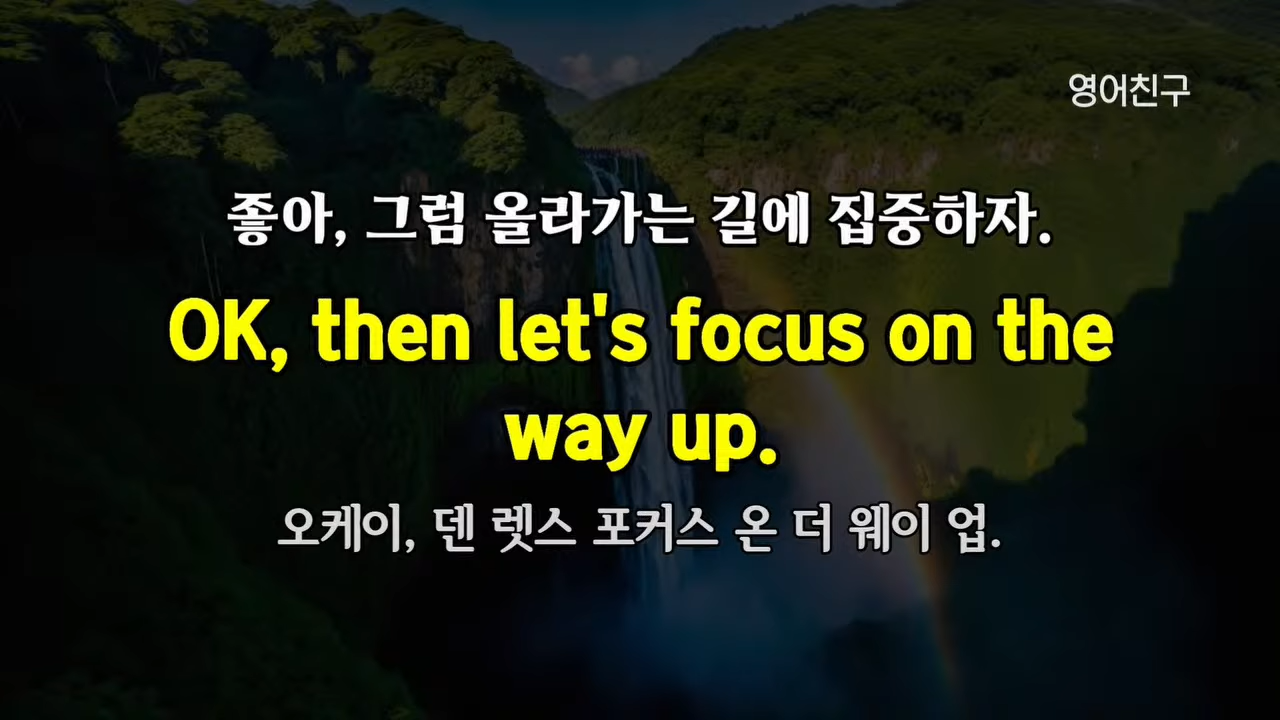 영어친구
좋아, 그럼 올라가는 길에 집중하자.
OK, then let's focus on the
way up.
오케이, 덴 렛스 포커스 온 더 웨이 업.